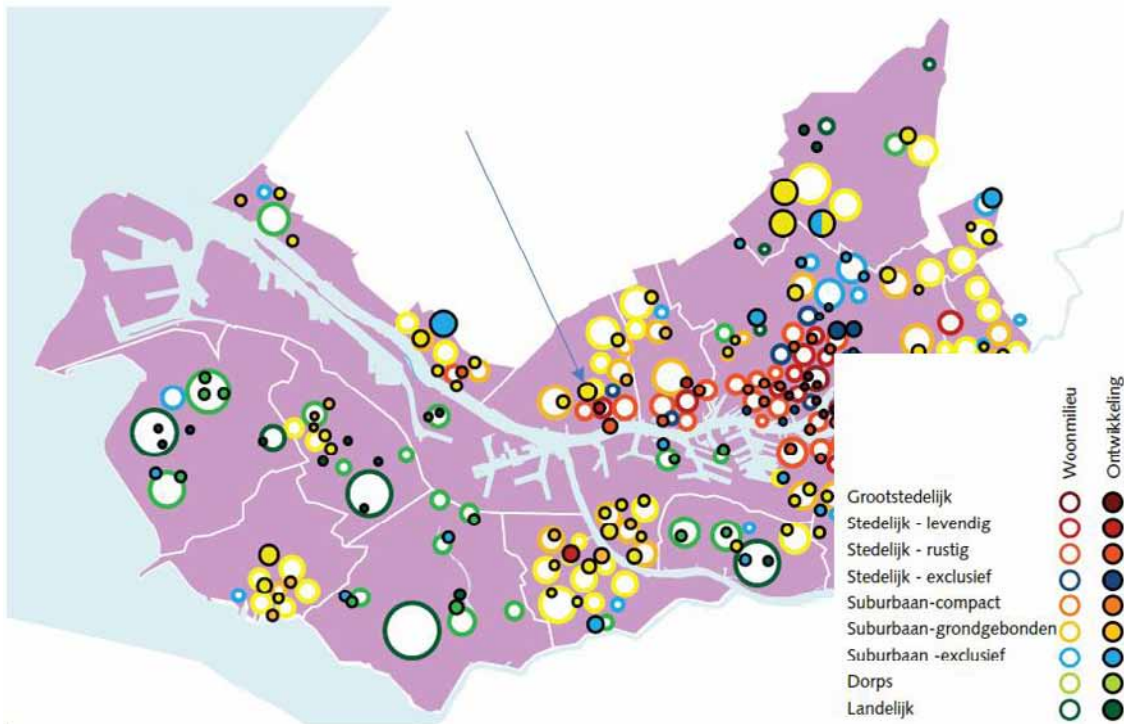 Woonmilieu
Ontwikkeling
Grootstedelijk
Stedelijk - levendig
Stedelijk - rustig
Stedelijk - exclusief
Suburbaan-compact
Suburbaan-grondgebonden
Suburbaan -exclusief
Dorps
Landelijk